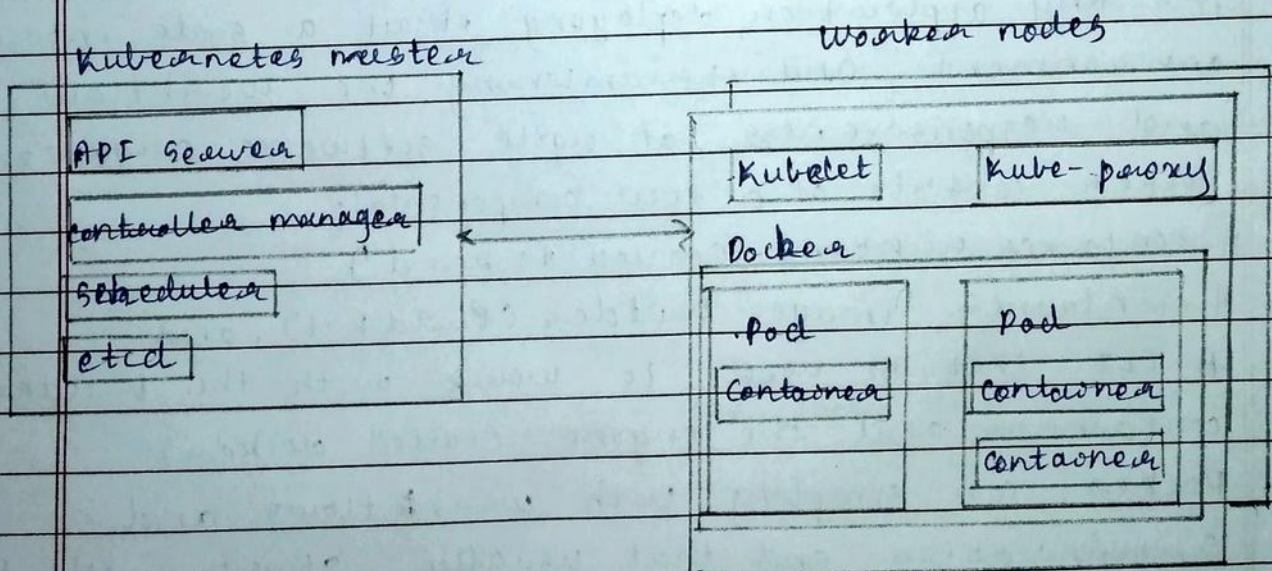 Kubernetes master
API Server
controller manager
scheduler
etcd
Worker nodes
Kubelet
Kube-proxy
Docker
Pod
Container
Pod
Container
Container